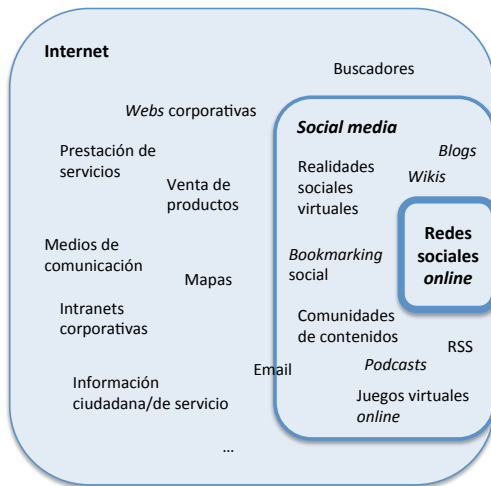 Internet
Buscadores
Webs corporativas
Social media
Prestación de
servicios
Blogs
Realidades
sociales
virtuales
Wikis
Venta de
productos
Redes
sociales
online
Medios de
comunicación
Bookmarking
social
Mapas
Intranets
corporativas
Comunidades
de contenidos
RSS
Email
Podcasts
Información
ciudadana/de servicio
Juegos virtuales
online
...